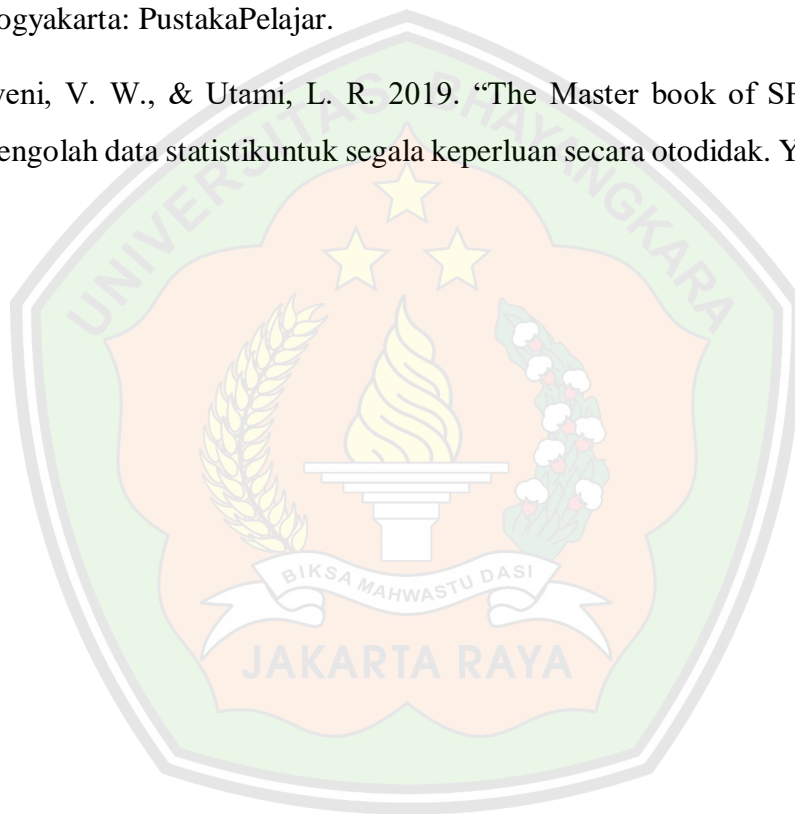 ogyakarta: PustakaPelajar.
veni, V. W., & Utami, L. R. 2019. “The Master book of SP
engolah data statistikuntuk segala keperluan secara otodidak. Y
UNIVERSITAS BHAYANGKARA
BIKSA MAHWASTU DASI
JAKARTA RAYA